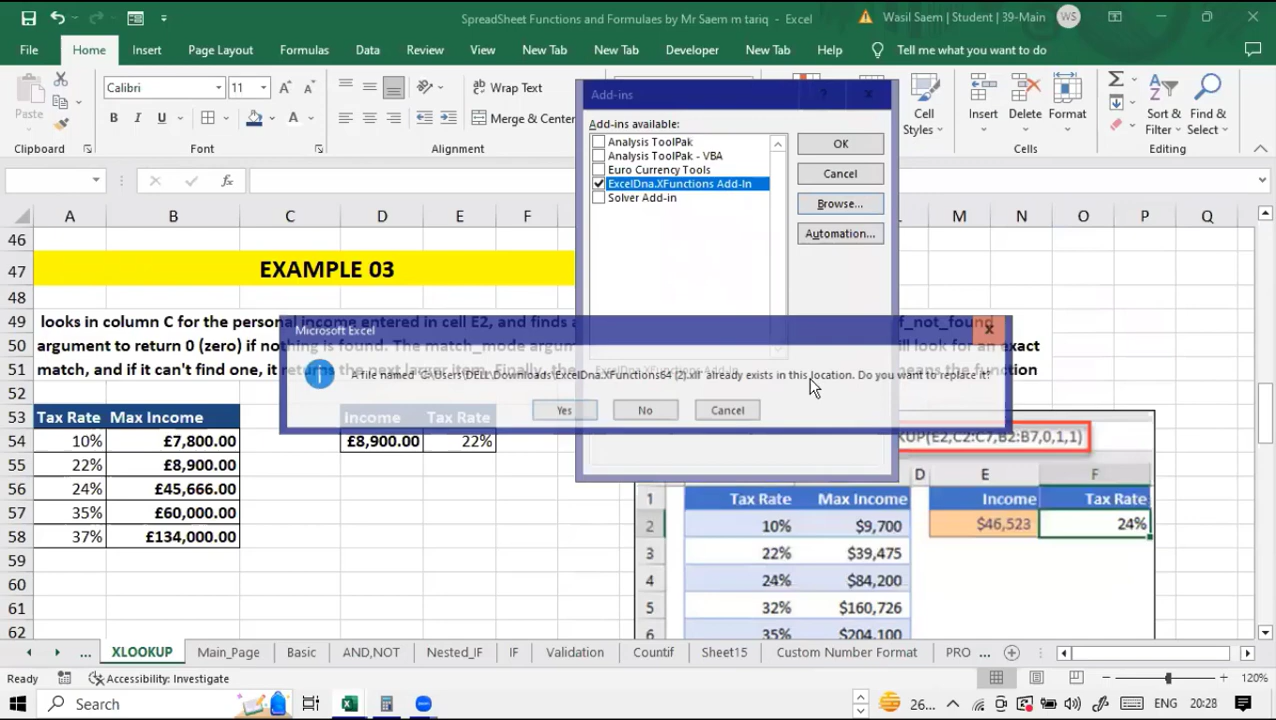 SpreadSheet Functions and Formulaes by Mr Saem m tariq - Excel
Wasil Saem | Student | 39-Main
WS
File Home Insert Page Layout Formulas Data Review View New Tab New Tab Developer New Tab Help Tell me what you want to do
Paste
Calibri 11
B I U
Wrap Text
Merge & Center
Cell Styles
Insert Delete Format
Sort & Filter
Find & Select
Clipboard Font Alignment Cells Editing
Add-ins
Add-ins available:
Analysis ToolPak
Analysis ToolPak - VBA
Euro Currency Tools
ExcelDna.XFunctions Add-In
Solver Add-in
OK
Cancel
Browse...
Automation...
A B C D E F M N O P Q
46
47 EXAMPLE 03
48
49 looks in column C for the personal income entered in cell E2, and finds
50 argument to return 0 (zero) if nothing is found. The match_mode argum will look for an exact
51 match, and if it can't find one, it returns the next larger item. Finally, the means the function
Microsoft Excel
A file named 'C:\Users\DELL\Downloads\ExcelDna.XFunctions64 (2).xll' already exists in this location. Do you want to replace it?
Yes No Cancel
52
53 Tax Rate Max Income Income Tax Rate
54 10% £7,800.00 £8,900.00 22%
55 22% £8,900.00
56 24% £45,666.00
57 35% £60,000.00
58 37% £134,000.00
59
60
61
62
KUP(E2,C2:C7,B2:B7,0,1,1)
D E F
1 Tax Rate Max Income Income Tax Rate
2 10% $9,700 $46,523 24%
3 22% $39,475
4 24% $84,200
5 32% $160,726
6 35% $204,100
... XLOOKUP Main_Page Basic AND,NOT Nested_IF IF Validation Countif Sheet15 Custom Number Format PRO ...
Ready Accessibility: Investigate 120%
Search 26... ENG 20:28